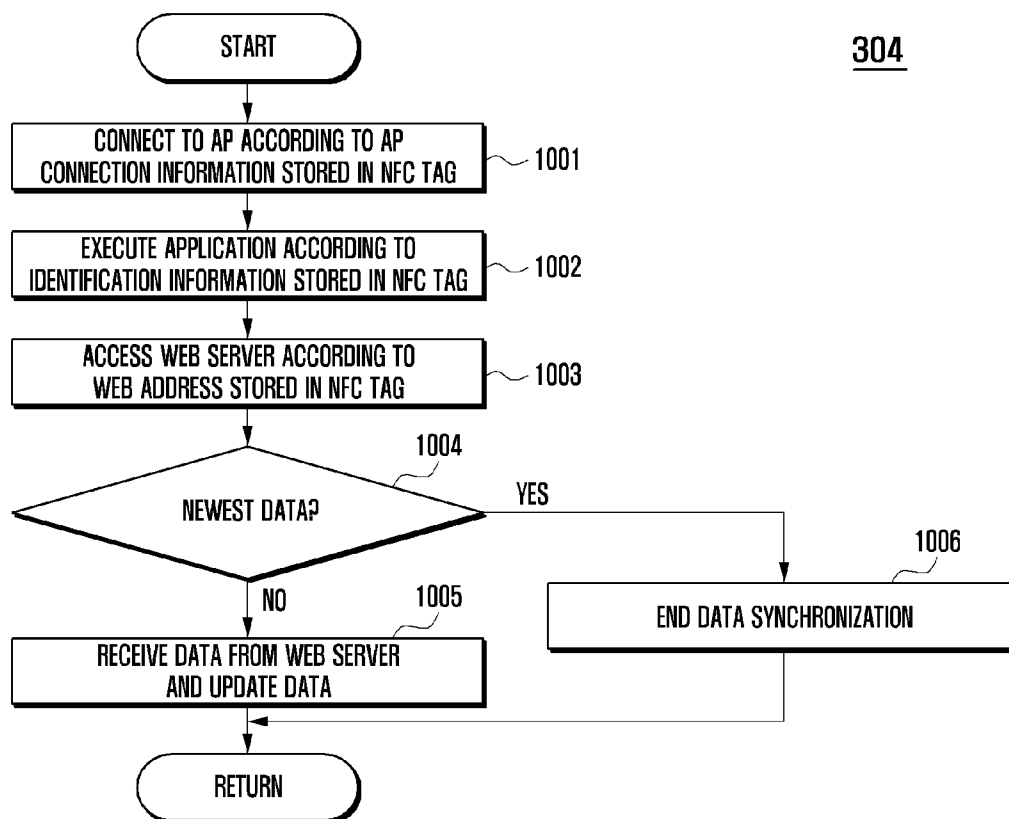 START
304
CONNECT TO AP ACCORDING TO AP
CONNECTION INFORMATION STORED IN NFC TAG
1001
EXECUTE APPLICATION ACCORDING TO
IDENTIFICATION INFORMATION STORED IN NFC TAG
1002
ACCESS WEB SERVER ACCORDING TO
WEB ADDRESS STORED IN NFC TAG
1003
1004
NEWEST DATA?
YES
NO
1006
END DATA SYNCHRONIZATION
1005
RECEIVE DATA FROM WEB SERVER
AND UPDATE DATA
RETURN